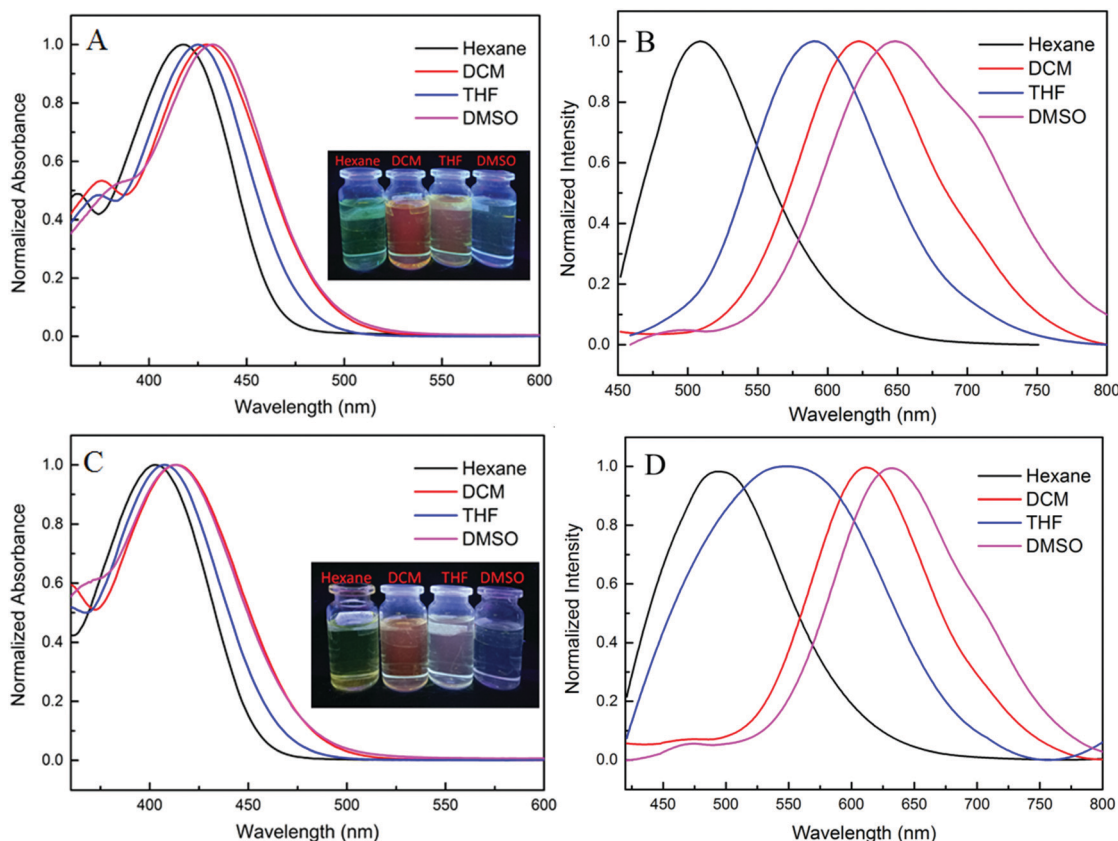 A
Hexane
DCM
THF
DMSO
Hexane DCM THF DMSO
Normalized Absorbance
0.0
0.2
0.4
0.6
0.8
1.0
400 450 500 550 600
Wavelength (nm)
B
Hexane
DCM
THF
DMSO
Normalized Intensity
0.0
0.2
0.4
0.6
0.8
1.0
450 500 550 600 650 700 750 800
Wavelength (nm)
C
Hexane
DCM
THF
DMSO
Hexane DCM THF DMSO
Normalized Absorbance
0.0
0.2
0.4
0.6
0.8
1.0
400 450 500 550 600
Wavelength (nm)
D
Hexane
DCM
THF
DMSO
Normalized Intensity
0.0
0.2
0.4
0.6
0.8
1.0
450 500 550 600 650 700 750 800
Wavelength (nm)